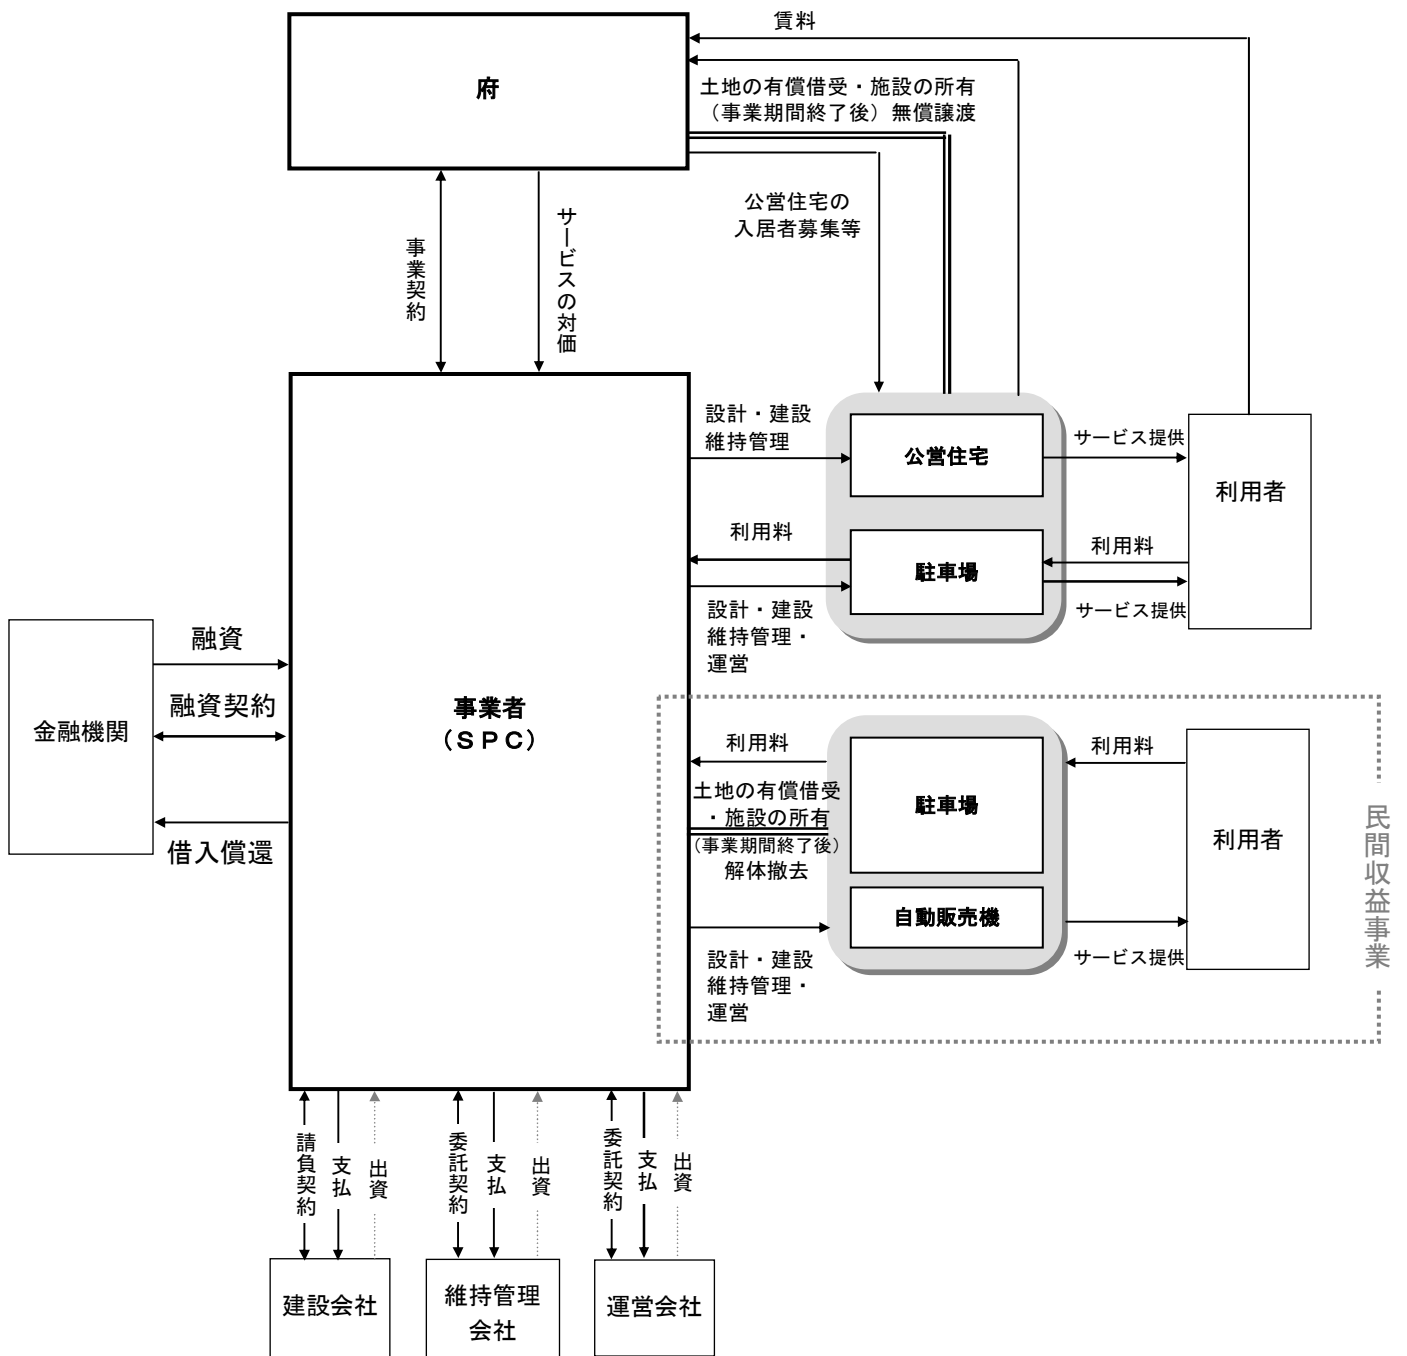 賃料
府
土地の有償借受・施設の所有
（事業期間終了後）無償譲渡
公営住宅の
入居者募集等
事業契約
サービスの対価
設計・建設
維持管理
公営住宅
サービス提供
利用者
利用料
駐車場
利用料
サービス提供
設計・建設
維持管理・
運営
金融機関
融資
融資契約
借入償還
事業者
（ＳＰＣ）
利用料
土地の有償借受
・施設の所有
（事業期間終了後）
解体撤去
駐車場
利用料
利用者
民間収益事業
自動販売機
サービス提供
設計・建設
維持管理・
運営
請負契約
支払
出資
委託契約
支払
出資
委託契約
支払
出資
建設会社
維持管理
会社
運営会社